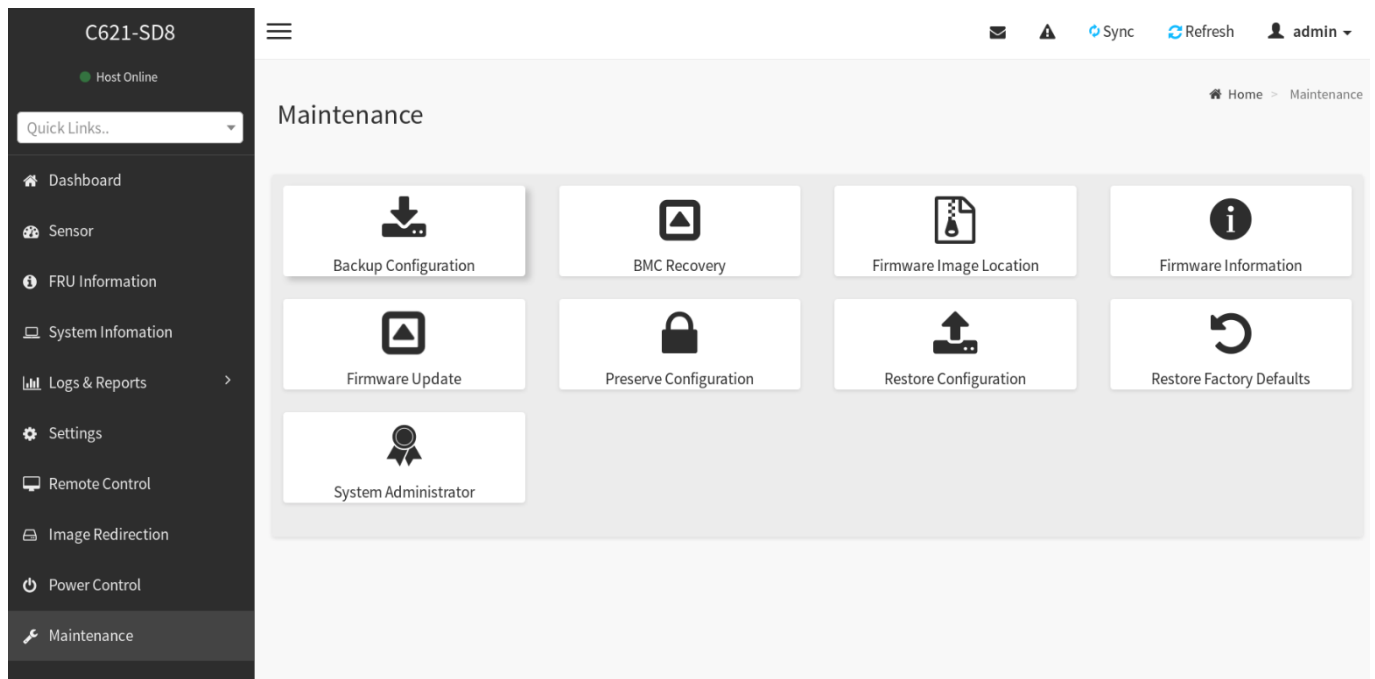 C621-SD8
Host Online
Quick Links..
Dashboard
Sensor
FRU Information
System Infomation
Logs & Reports
Settings
Remote Control
Image Redirection
Power Control
Maintenance
Sync Refresh admin
Maintenance
Home > Maintenance
Backup Configuration BMC Recovery Firmware Image Location Firmware Information
Firmware Update Preserve Configuration Restore Configuration Restore Factory Defaults
System Administrator